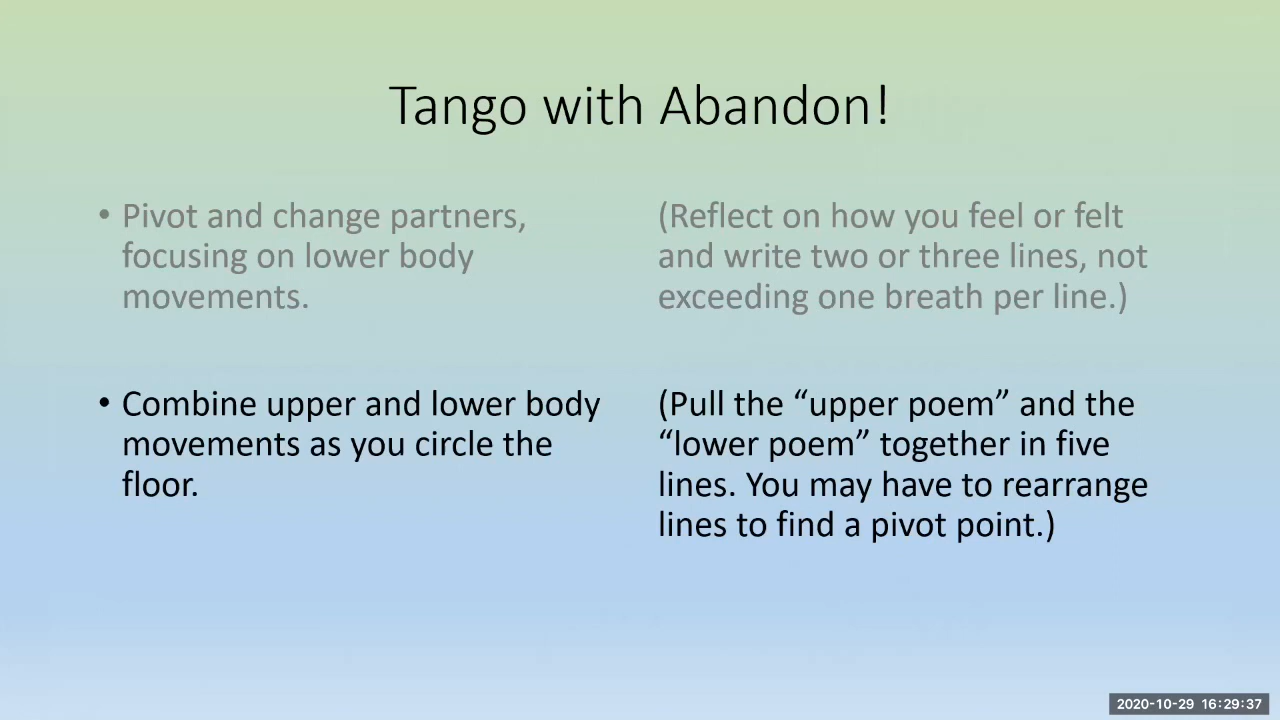 Tango with Abandon!
• Pivot and change partners,
focusing on lower body
movements.
(Reflect on how you feel or felt
and write two or three lines, not
exceeding one breath per line.)
• Combine upper and lower body
movements as you circle the
floor.
(Pull the “upper poem” and the
“lower poem” together in five
lines. You may have to rearrange
lines to find a pivot point.)
2020-10-29 16:29:37